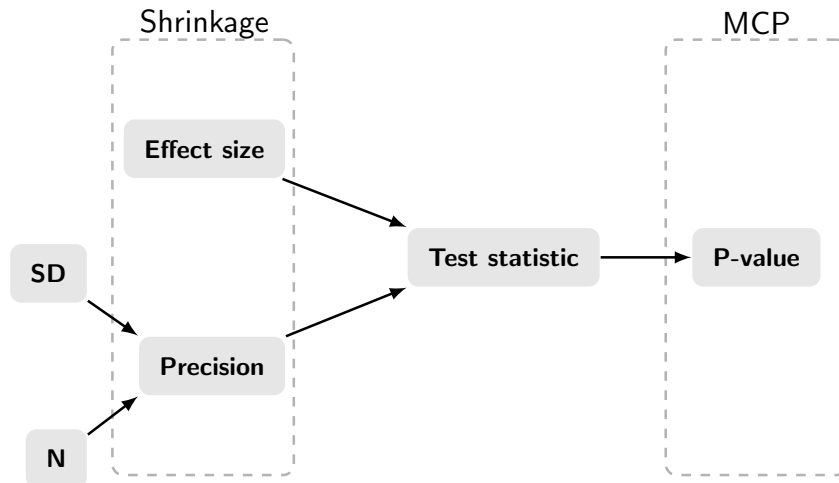 Shrinkage
MCP
Effect size
Test statistic
P-value
SD
Precision
N